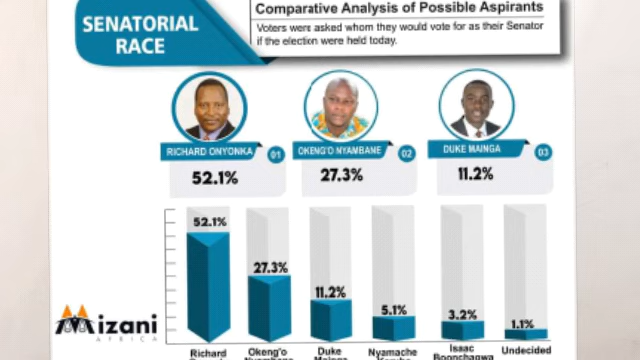 SENATORIAL
RACE
Comparative Analysis of Possible Aspirants
Voters were asked whom they would vote for as their Senator
if the election were held today.
RICHARD ONYONKA 01
OKENG'O NYAMBANE 02
DUKE MAINGA 03
52.1%
27.3%
11.2%
52.1%
27.3%
11.2%
5.1%
3.2%
1.1%
Mizani
AFRICA
Richard
Okeng'o
Duke
Mainga
Nyamache
Isaac
Boonchagwa
Undecided